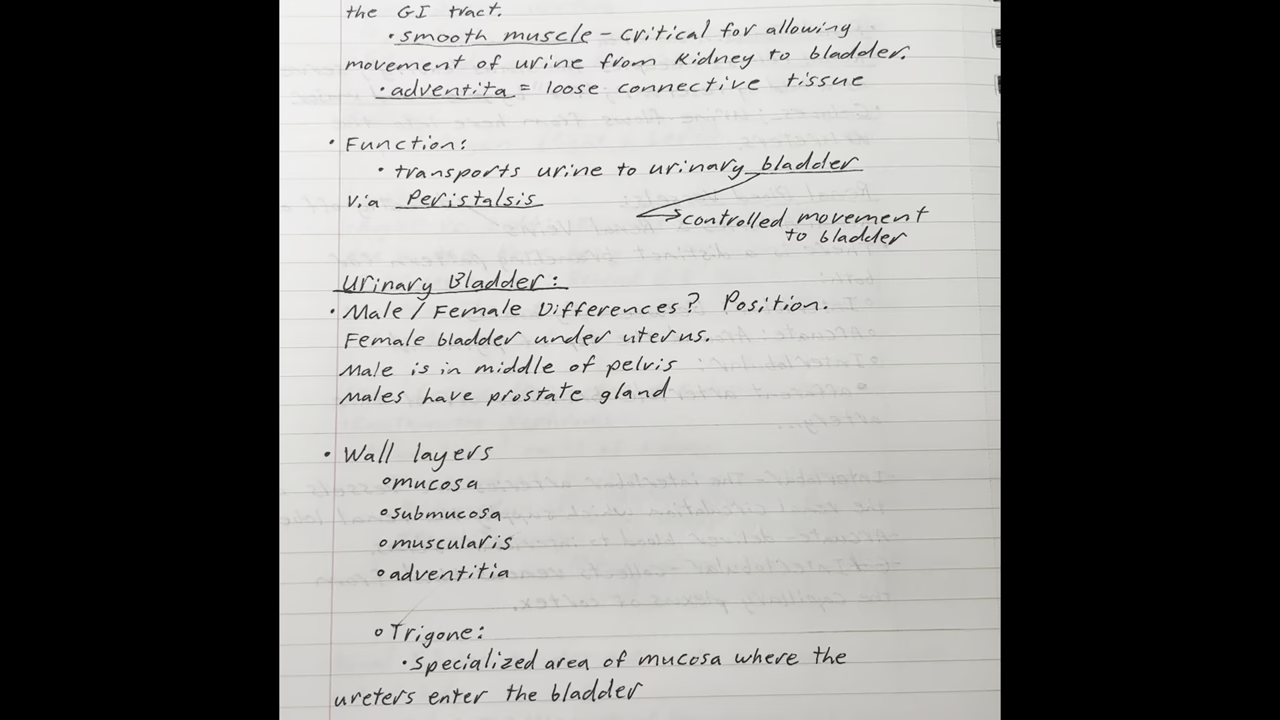 the GI tract.
• smooth muscle - critical for allowing
movement of urine from kidney to bladder.
• adventita = loose connective tissue
• Function:
• transports urine to urinary bladder
via Peristalsis
controlled movement
to bladder
Urinary Bladder:
• Male / Female Differences? Position.
Female bladder under uterus.
Male is in middle of pelvis
Males have prostate gland
• Wall layers
° mucosa
° submucosa
° muscularis
° adventitia
° Trigone:
• specialized area of mucosa where the
ureters enter the bladder